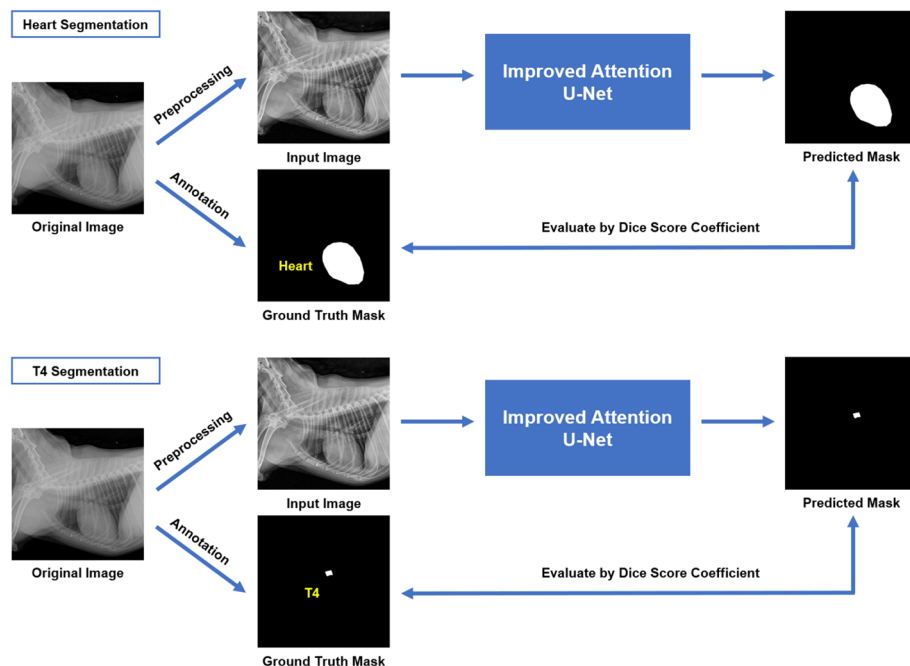 Heart Segmentation
Preprocessing
Annotation
Original Image
Input Image
Improved Attention
U-Net
Predicted Mask
Evaluate by Dice Score Coefficient
Heart
Ground Truth Mask
T4 Segmentation
Preprocessing
Annotation
Original Image
Input Image
Improved Attention
U-Net
Predicted Mask
Evaluate by Dice Score Coefficient
T4
Ground Truth Mask